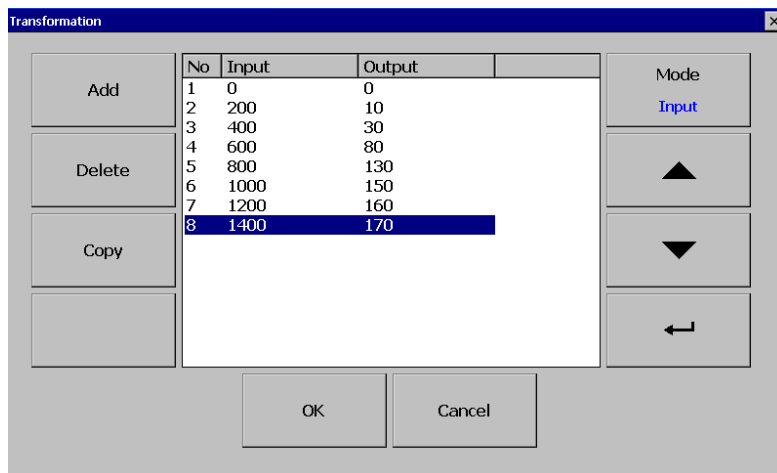 Transformation
Add
Delete
Copy
No Input Output
1 0 0
2 200 10
3 400 30
4 600 80
5 800 130
6 1000 150
7 1200 160
8 1400 170
Mode
Input
OK
Cancel